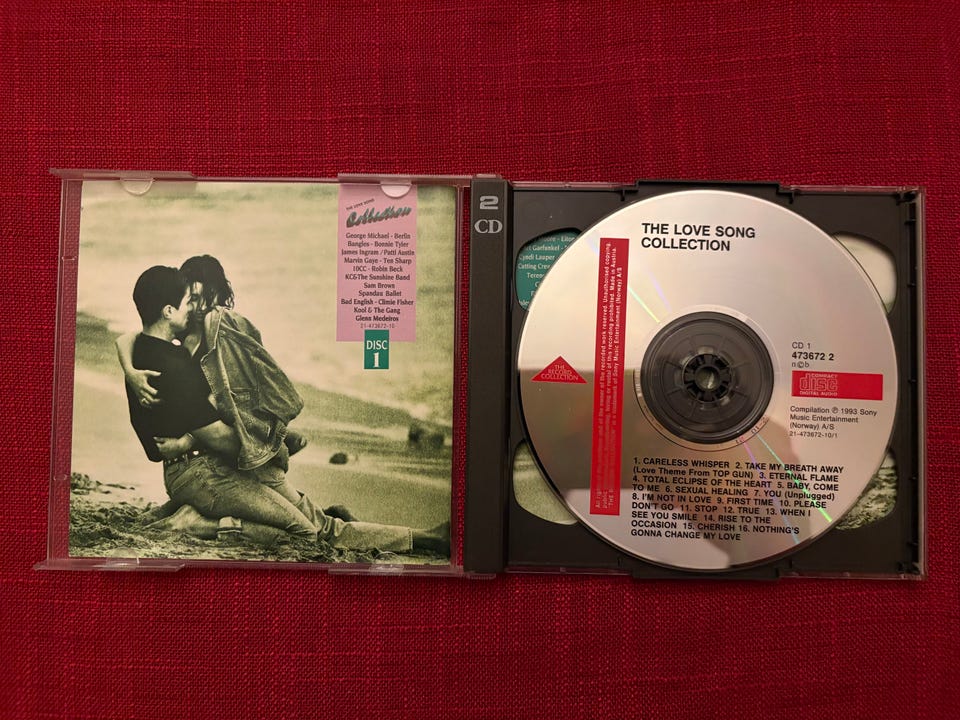 THE LOVE SONG
Collection
George Michael - Berlin
Bangles - Bonnie Tyler
James Ingram / Patti Austin
Marvin Gaye - Ten Sharp
10CC - Robin Beck
KC&The Sunshine Band
Sam Brown
Spandau Ballet
Bad English - Climie Fisher
Kool & The Gang
Glenn Medeiros
21-473672-10
DISC
1
2
CD
Art Garfunkel
Cyndi Lauper
Cutting Cre
THE LOVE SONG
COLLECTION
THE
RECORD
COLLECTION
CD 1
473672 2
n©b
COMPACT
disc
DIGITAL AUDIO
Compilation ℗ 1993 Sony
Music Entertainment
(Norway) A/S
21-473672-10/1
1. CARELESS WHISPER 2. TAKE MY BREATH AWAY
(Love Theme From TOP GUN) 3. ETERNAL FLAME
4. TOTAL ECLIPSE OF THE HEART 5. BABY, COME
TO ME 6. SEXUAL HEALING 7. YOU (Unplugged)
8. I'M NOT IN LOVE 9. FIRST TIME 10. PLEASE
DON'T GO 11. STOP 12. TRUE 13. WHEN I
SEE YOU SMILE 14. RISE TO THE
OCCASION 15. CHERISH 16. NOTHING'S
GONNA CHANGE MY LOVE